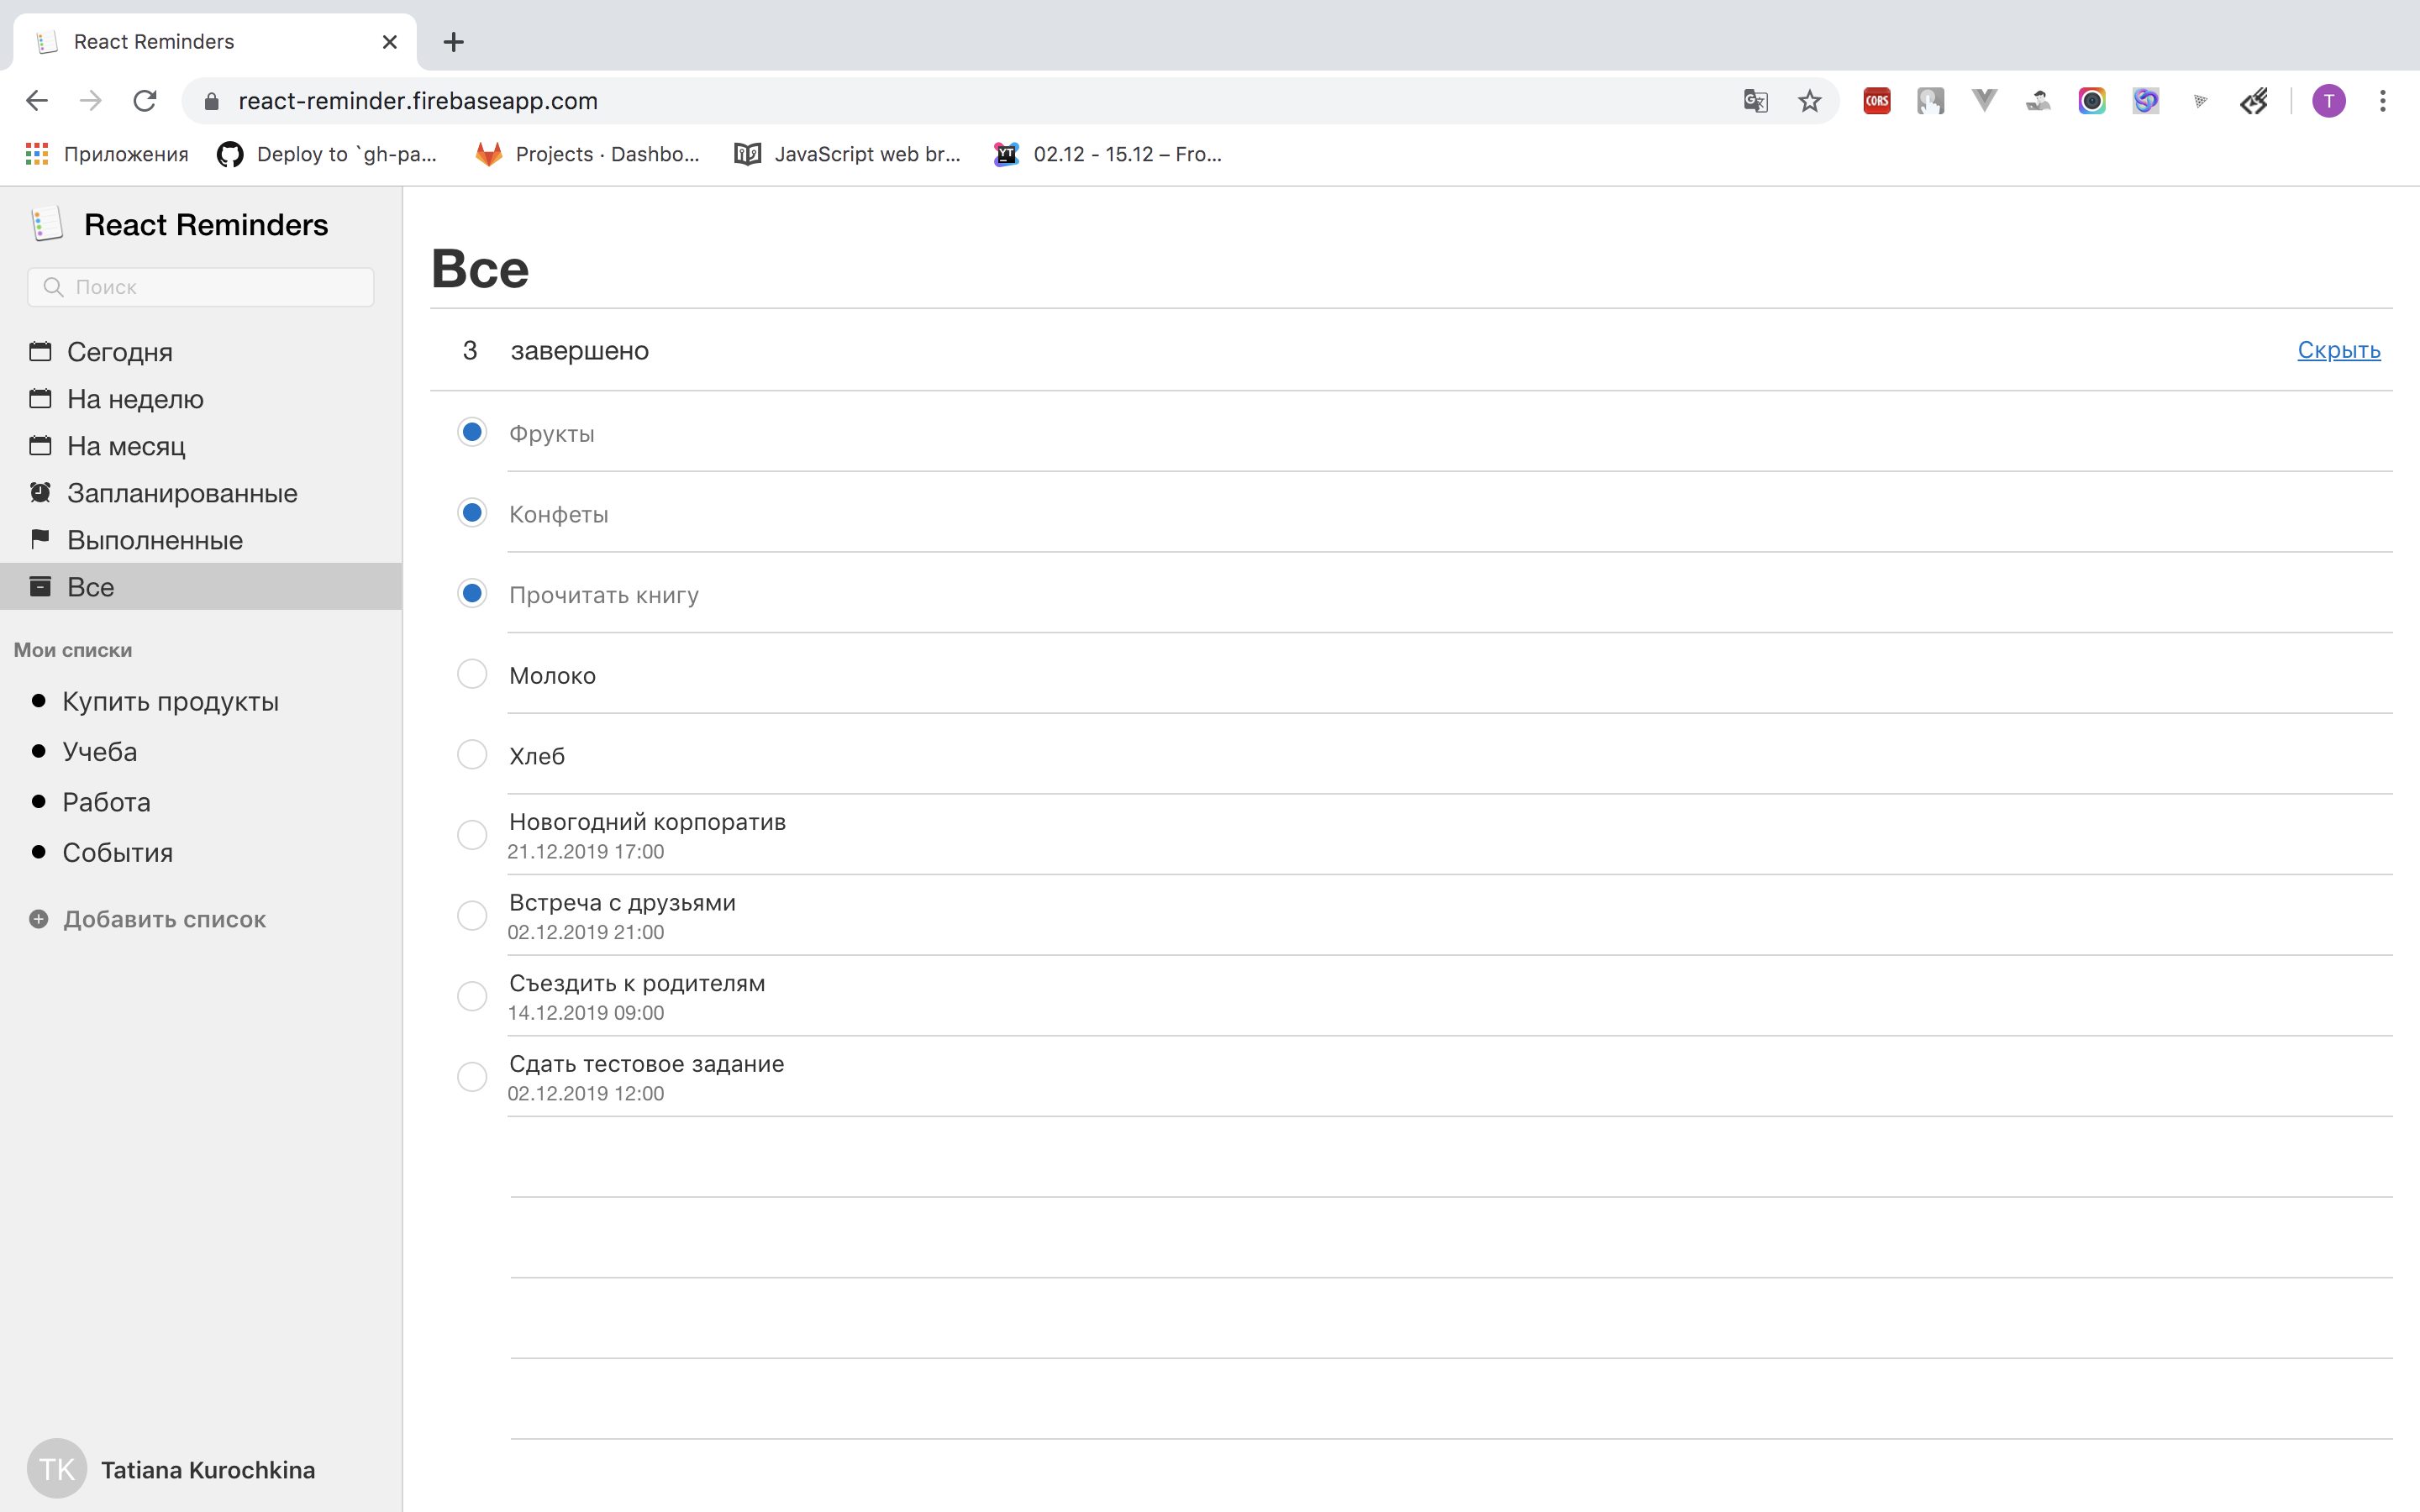 React Reminders
react-reminder.firebaseapp.com
CORS
T
Приложения
Deploy to `gh-pa...
Projects · Dashbo...
JavaScript web br...
YT
02.12 - 15.12 – Fro...
React Reminders
Поиск
Сегодня
На неделю
На месяц
Запланированные
Выполненные
Все
Мои списки
Купить продукты
Учеба
Работа
События
Добавить список
TK Tatiana Kurochkina
Все
3 завершено
Скрыть
Фрукты
Конфеты
Прочитать книгу
Молоко
Хлеб
Новогодний корпоратив
21.12.2019 17:00
Встреча с друзьями
02.12.2019 21:00
Съездить к родителям
14.12.2019 09:00
Сдать тестовое задание
02.12.2019 12:00